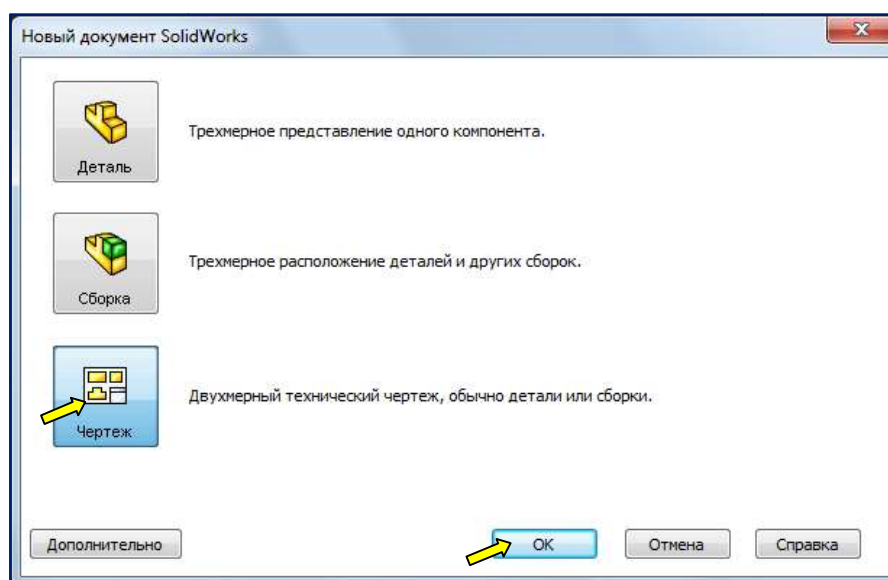 Новый документ SolidWorks
Деталь
Трехмерное представление одного компонента.
Сборка
Трехмерное расположение деталей и других сборок.
Чертеж
Двухмерный технический чертеж, обычно детали или сборки.
Дополнительно
ОК
Отмена
Справка